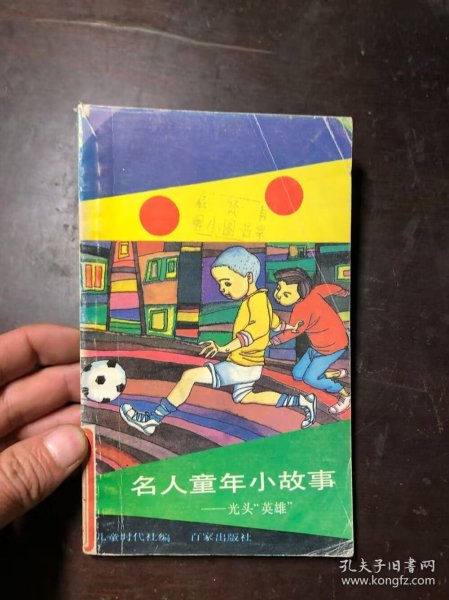 名人童年小故事
——光头“英雄”
儿童时代社编 百家出版社
孔夫子旧书网
www.kongfz.com